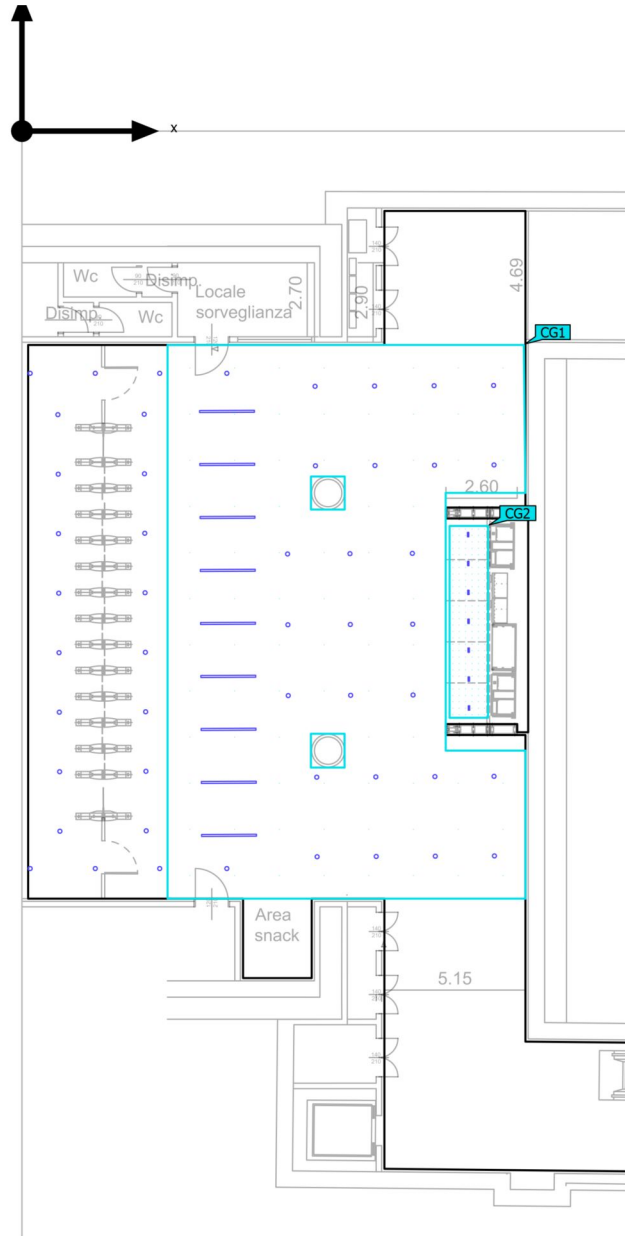 x
Wc
Disimp.
Locale
sorveglianza
2.70
2.90
4.69
Disimp.
Wc
CG1
2.60
CG2
Area
snack
5.15